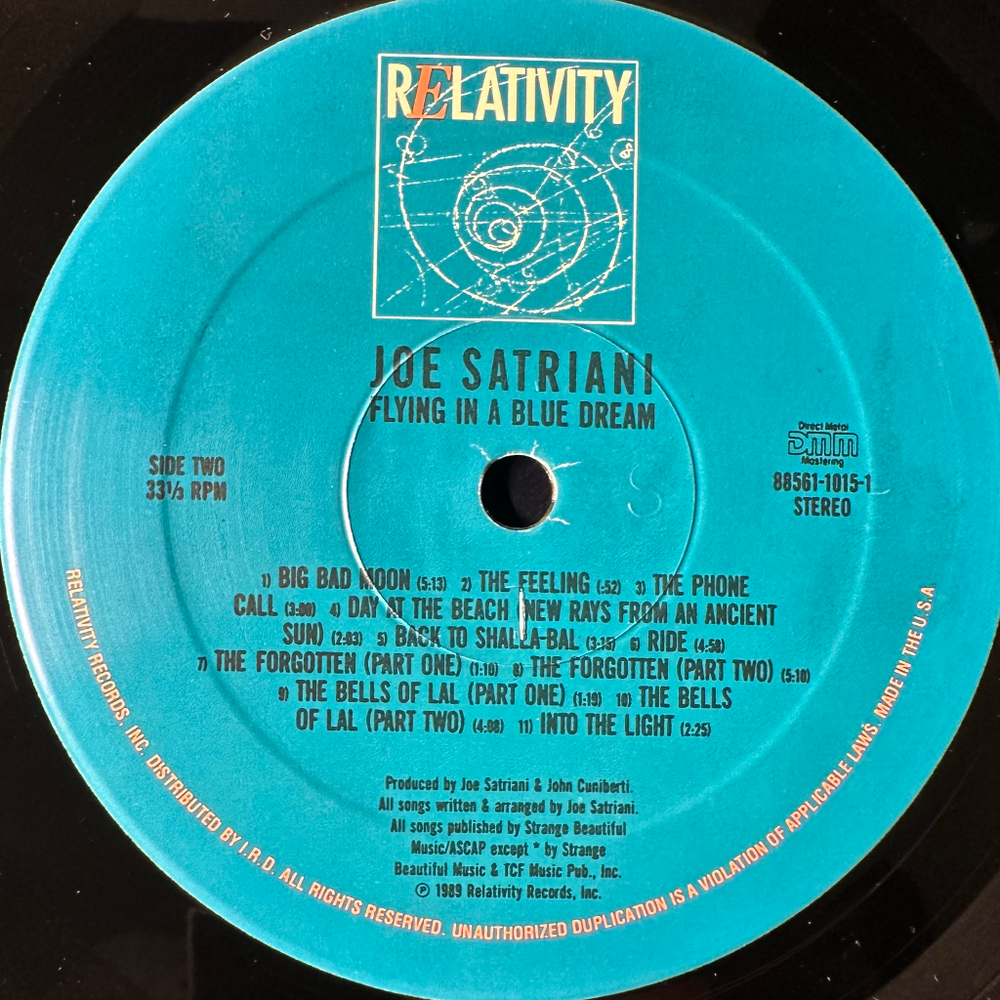 RELATIVITY
JOE SATRIANI
FLYING IN A BLUE DREAM
SIDE TWO
33⅓ RPM
Direct Metal
DMM
Mastering
88561-1015-1
STEREO
1) BIG BAD MOON (5:13) 2) THE FEELING (:52) 3) THE PHONE
CALL (3:00) 4) DAY AT THE BEACH (NEW RAYS FROM AN ANCIENT
SUN) (2:03) 5) BACK TO SHALLA-BAL (3:15) 6) RIDE (4:58)
7) THE FORGOTTEN (PART ONE) (1:10) 8) THE FORGOTTEN (PART TWO) (5:10)
9) THE BELLS OF LAL (PART ONE) (1:19) 10) THE BELLS
OF LAL (PART TWO) (4:08) 11) INTO THE LIGHT (2:25)
Produced by Joe Satriani & John Cuniberti.
All songs written & arranged by Joe Satriani.
All songs published by Strange Beautiful
Music/ASCAP except * by Strange
Beautiful Music & TCF Music Pub., Inc.
℗ 1989 Relativity Records, Inc.
RELATIVITY RECORDS, INC. DISTRIBUTED BY I.R.D. ALL RIGHTS RESERVED. UNAUTHORIZED DUPLICATION IS A VIOLATION OF APPLICABLE LAWS. MADE IN THE U.S.A